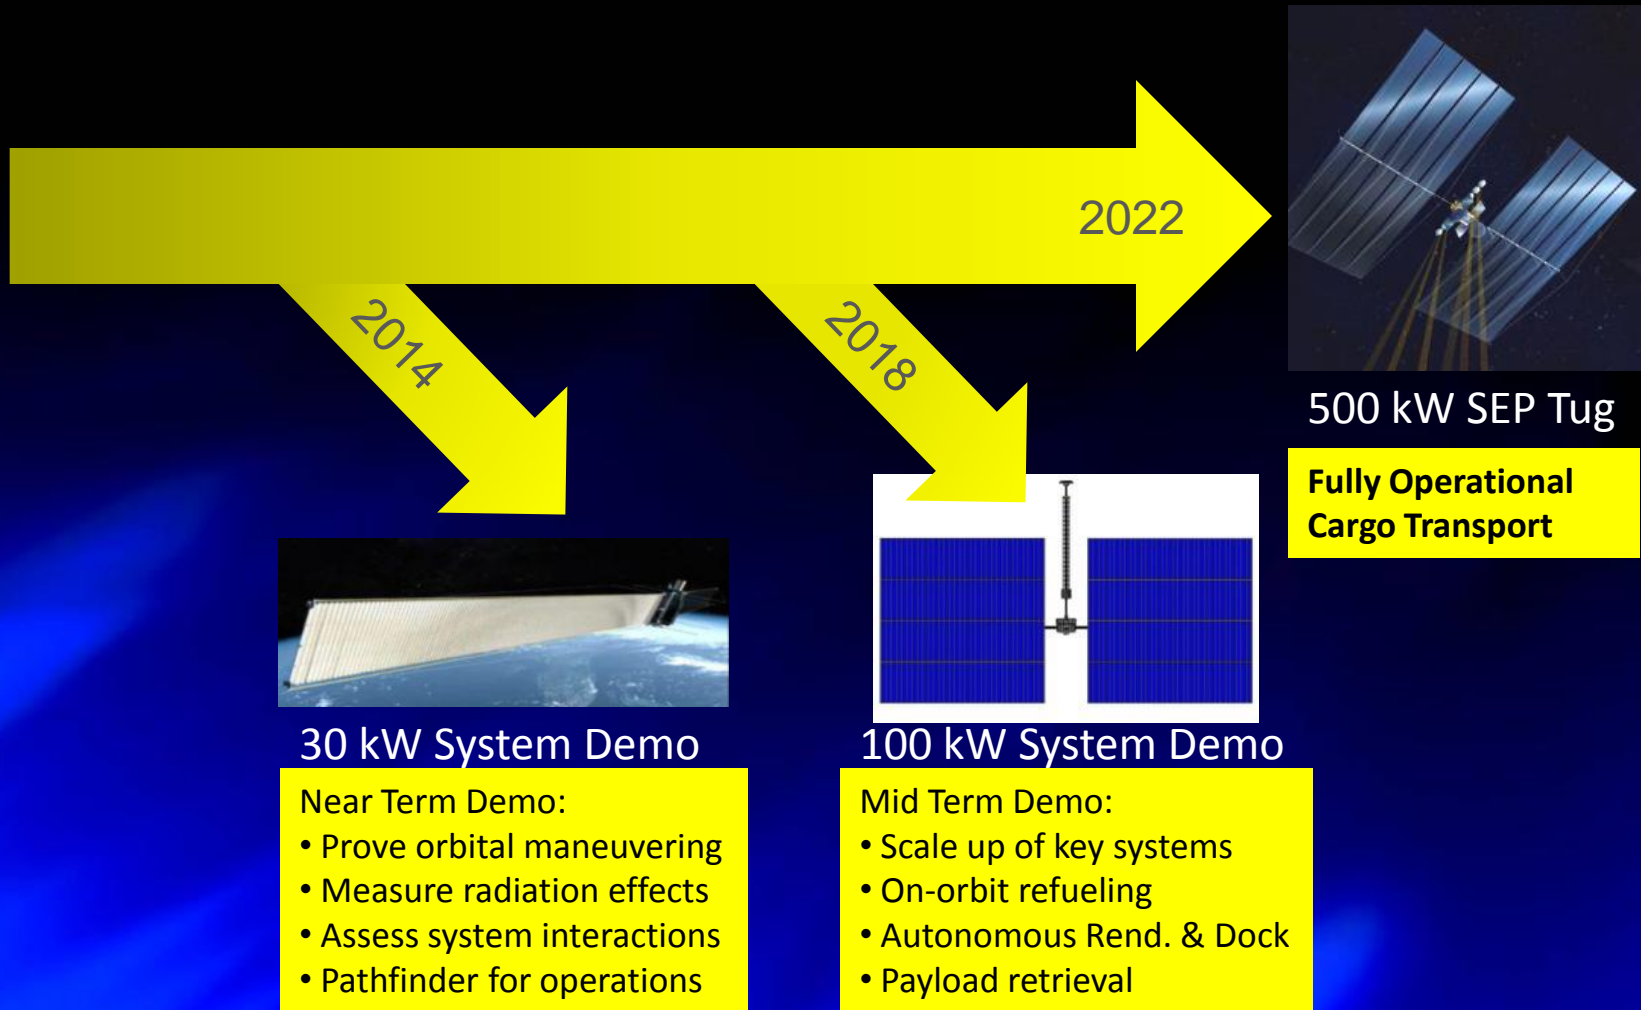 2022
2014
2018
500 kW SEP Tug
Fully Operational
Cargo Transport
30 kW System Demo
Near Term Demo:
• Prove orbital maneuvering
• Measure radiation effects
• Assess system interactions
• Pathfinder for operations
100 kW System Demo
Mid Term Demo:
• Scale up of key systems
• On-orbit refueling
• Autonomous Rend. & Dock
• Payload retrieval